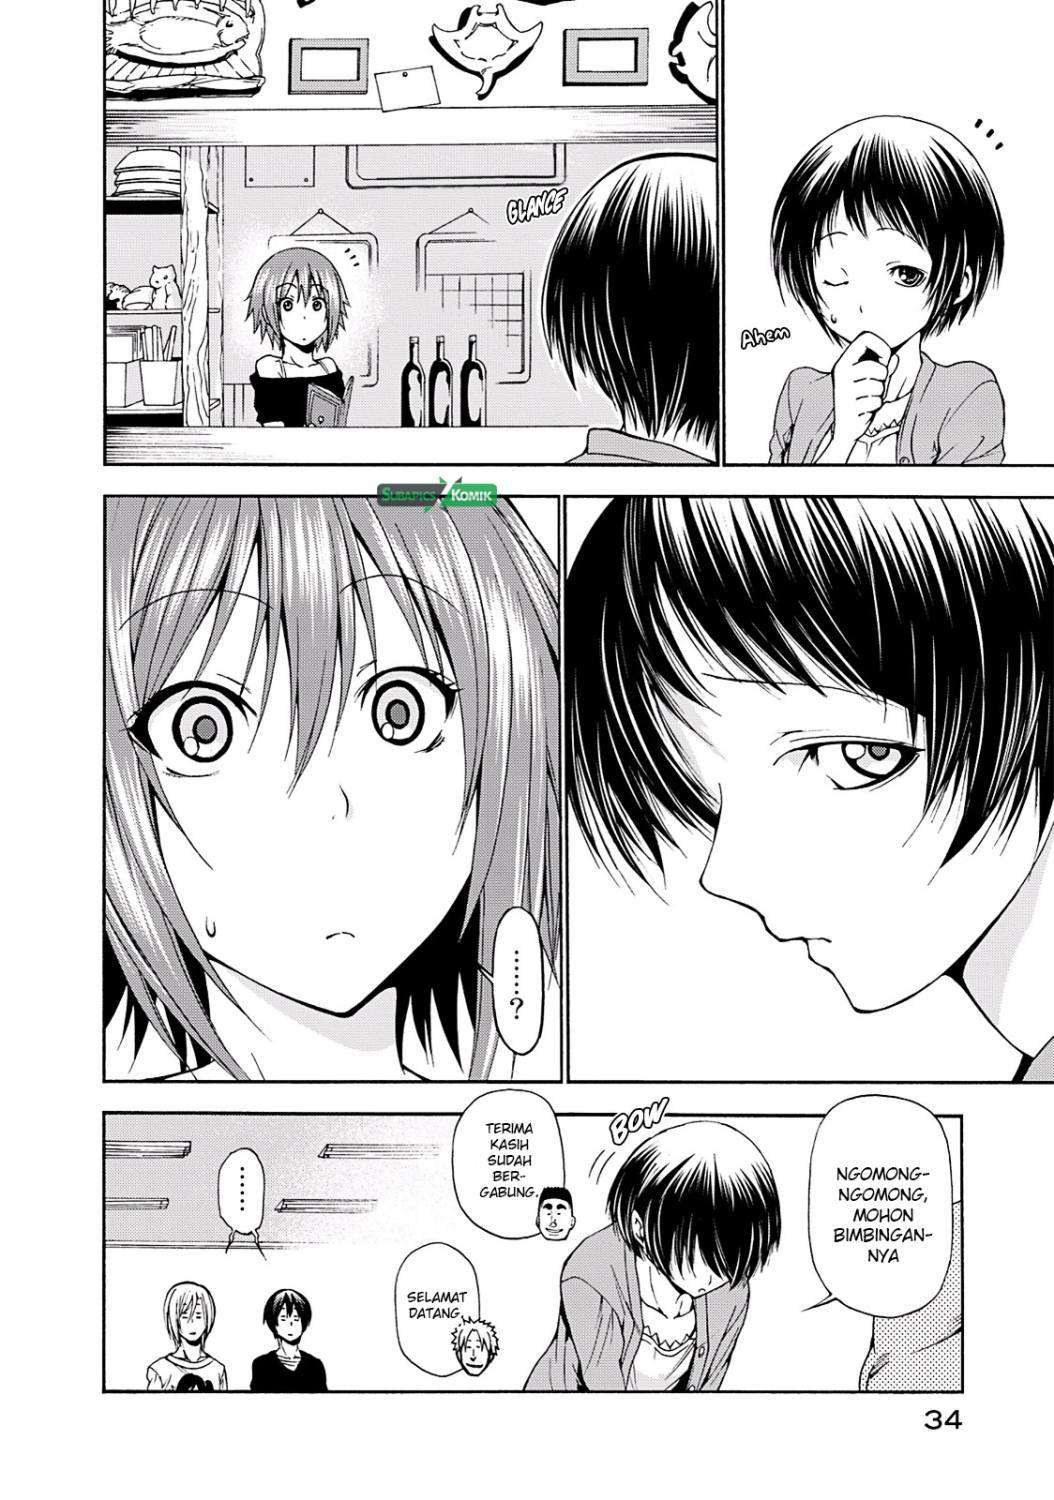 Ahem
GLANCE
SUBAPICS KOMIK
.......?
NGOMONG-
NGOMONG,
MOHON
BIMBINGAN-
NYA
BOW
TERIMA
KASIH
SUDAH
BER-
GABUNG.
SELAMAT
DATANG.
......
34